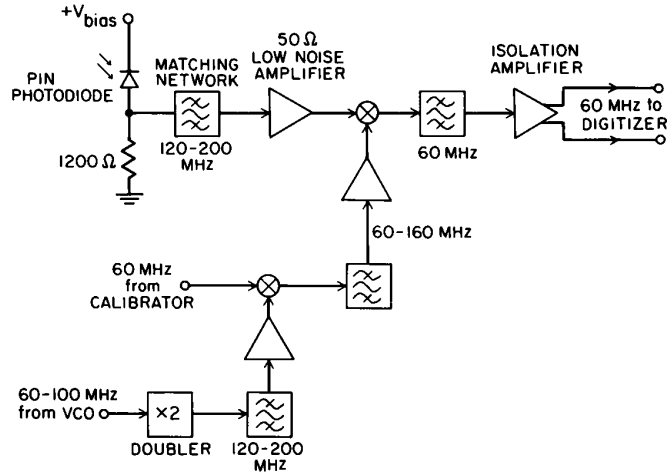 +Vbias
PIN
PHOTODIODE
1200 Ω
MATCHING
NETWORK
120-200
MHz
50 Ω
LOW NOISE
AMPLIFIER
60 MHz
ISOLATION
AMPLIFIER
60 MHz to
DIGITIZER
60-160 MHz
60 MHz
from
CALIBRATOR
60-100 MHz
from VCO
×2
DOUBLER
120-200
MHz